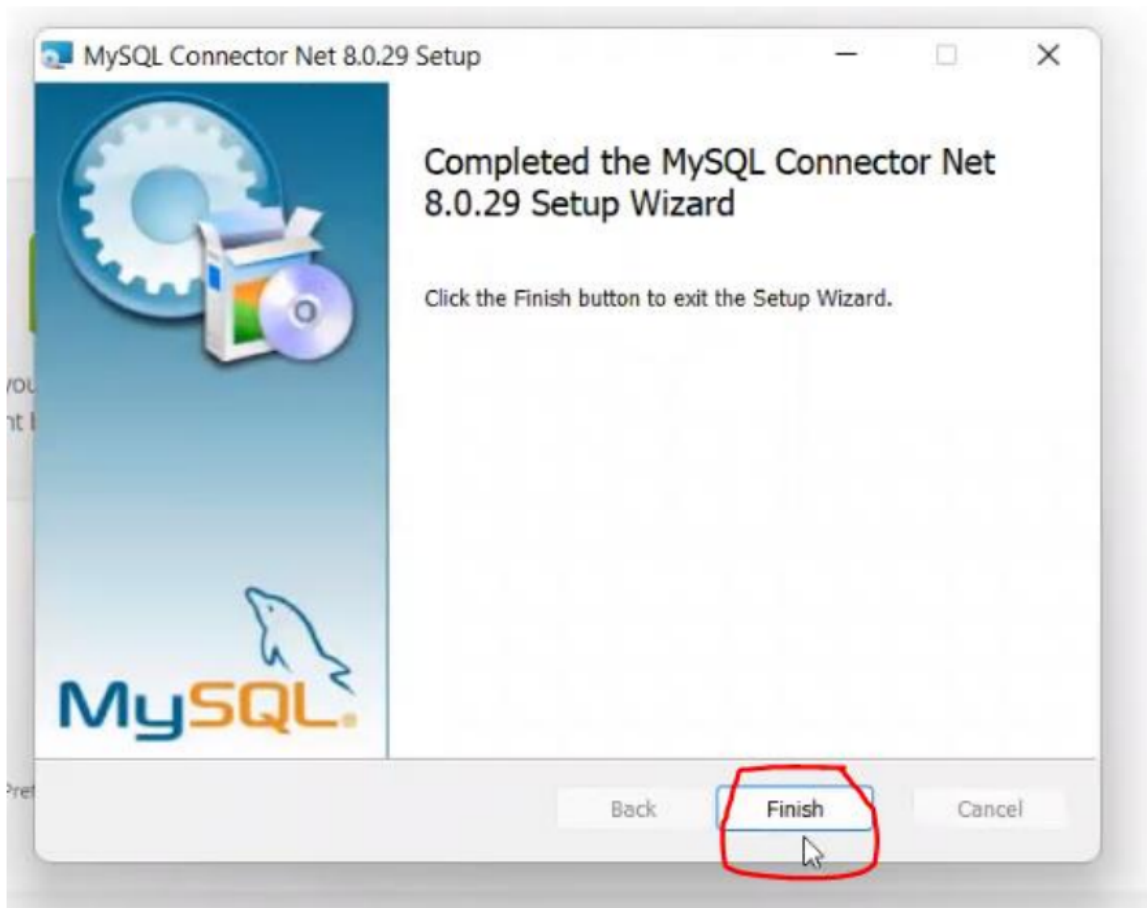 MySQL Connector Net 8.0.29 Setup
Completed the MySQL Connector Net
8.0.29 Setup Wizard
Click the Finish button to exit the Setup Wizard.
MySQL®
Back
Finish
Cancel